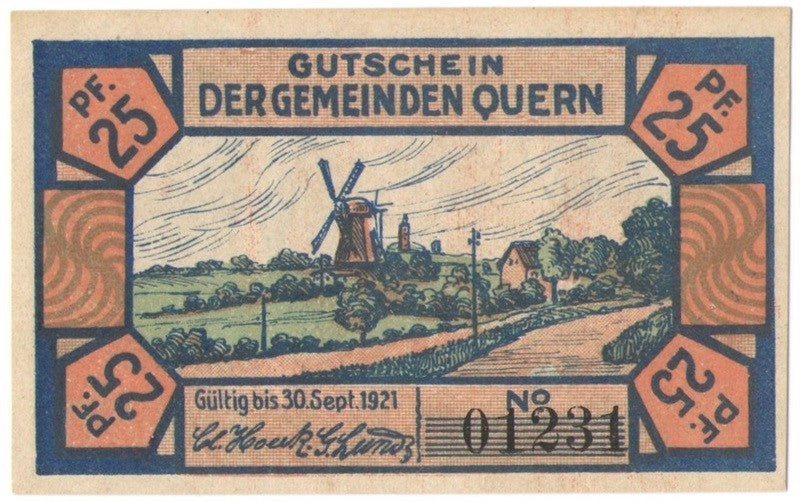 GUTSCHEIN
DER GEMEINDEN QUERN
PF. 25
PF. 25
Gültig bis 30. Sept. 1921
No 01231
PF. 25
PF. 25